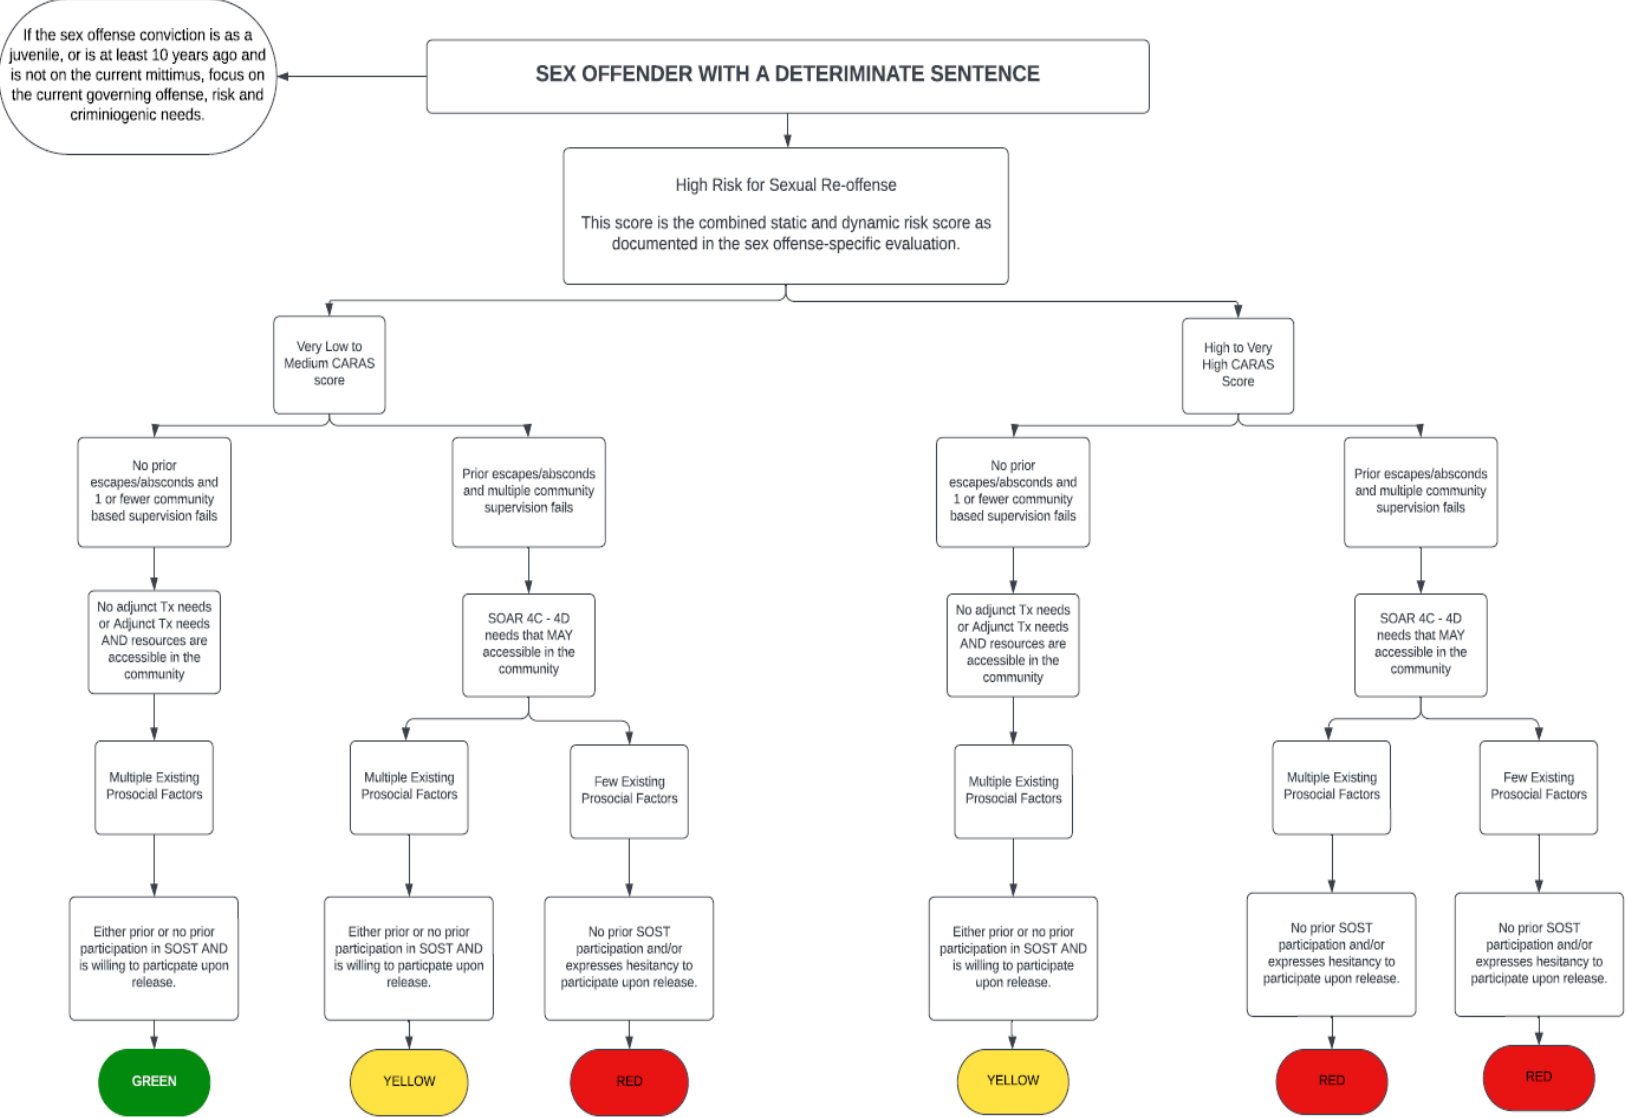 If the sex offense conviction is as a
juvenile, or is at least 10 years ago and
is not on the current mittimus, focus on
the current governing offense, risk and
criminiogenic needs.
SEX OFFENDER WITH A DETERIMINATE SENTENCE
High Risk for Sexual Re-offense
This score is the combined static and dynamic risk score as
documented in the sex offense-specific evaluation.
Very Low to
Medium CARAS
score
High to Very
High CARAS
Score
No prior
escapes/absconds and
1 or fewer community
based supervision fails
Prior escapes/absconds
and multiple community
supervision fails
No prior
escapes/absconds and
1 or fewer community
based supervision fails
Prior escapes/absconds
and multiple community
supervision fails
No adjunct Tx needs
or Adjunct Tx needs
AND resources are
accessible in the
community
SOAR 4C - 4D
needs that MAY
accessible in the
community
No adjunct Tx needs
or Adjunct Tx needs
AND resources are
accessible in the
community
SOAR 4C - 4D
needs that MAY
accessible in the
community
Multiple Existing
Prosocial Factors
Multiple Existing
Prosocial Factors
Few Existing
Prosocial Factors
Multiple Existing
Prosocial Factors
Multiple Existing
Prosocial Factors
Few Existing
Prosocial Factors
Either prior or no prior
participation in SOST AND
is willing to particpate upon
release.
Either prior or no prior
participation in SOST AND
is willing to particpate upon
release.
No prior SOST
participation and/or
expresses hesitancy to
participate upon release.
Either prior or no prior
participation in SOST AND
is willing to participate
upon release.
No prior SOST
participation and/or
expresses hesitancy to
participate upon release.
No prior SOST
participation and/or
expresses hesitancy to
participate upon release.
GREEN
YELLOW
RED
YELLOW
RED
RED